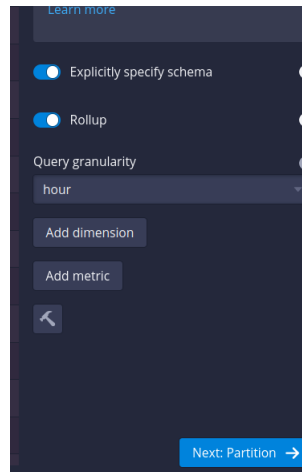 Learn more
Explicitly specify schema
Rollup
Query granularity
hour
Add dimension
Add metric
Next: Partition